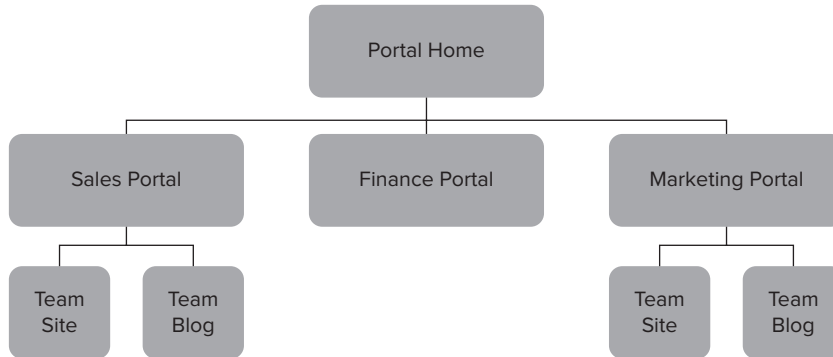 Portal Home
Sales Portal
Finance Portal
Marketing Portal
Team
Site
Team
Blog
Team
Site
Team
Blog